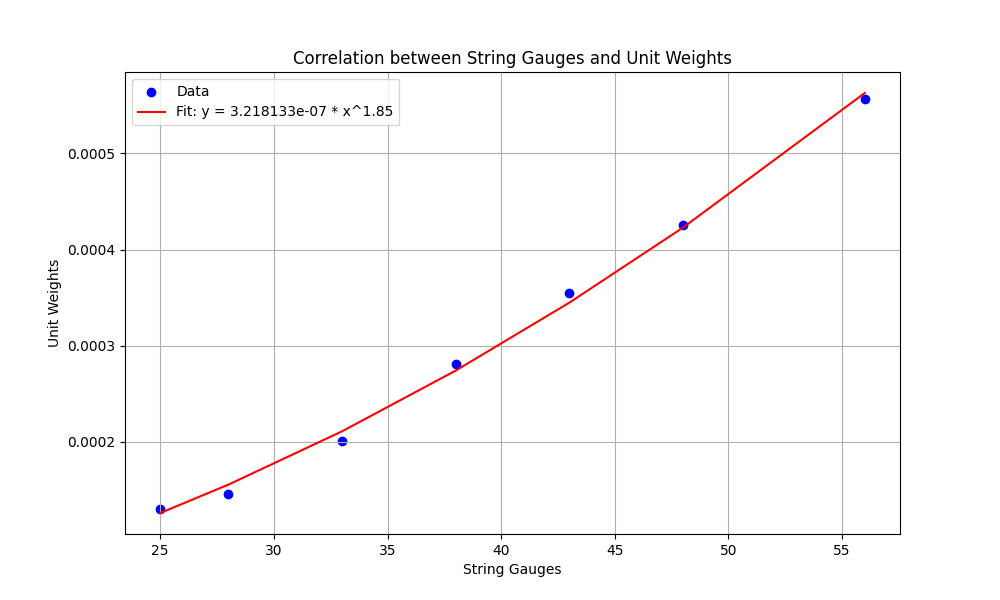 Correlation between String Gauges and Unit Weights
Data
Fit: y = 3.218133e-07 * x^1.85
0.0005
0.0004
0.0003
0.0002
Unit Weights
25 30 35 40 45 50 55
String Gauges